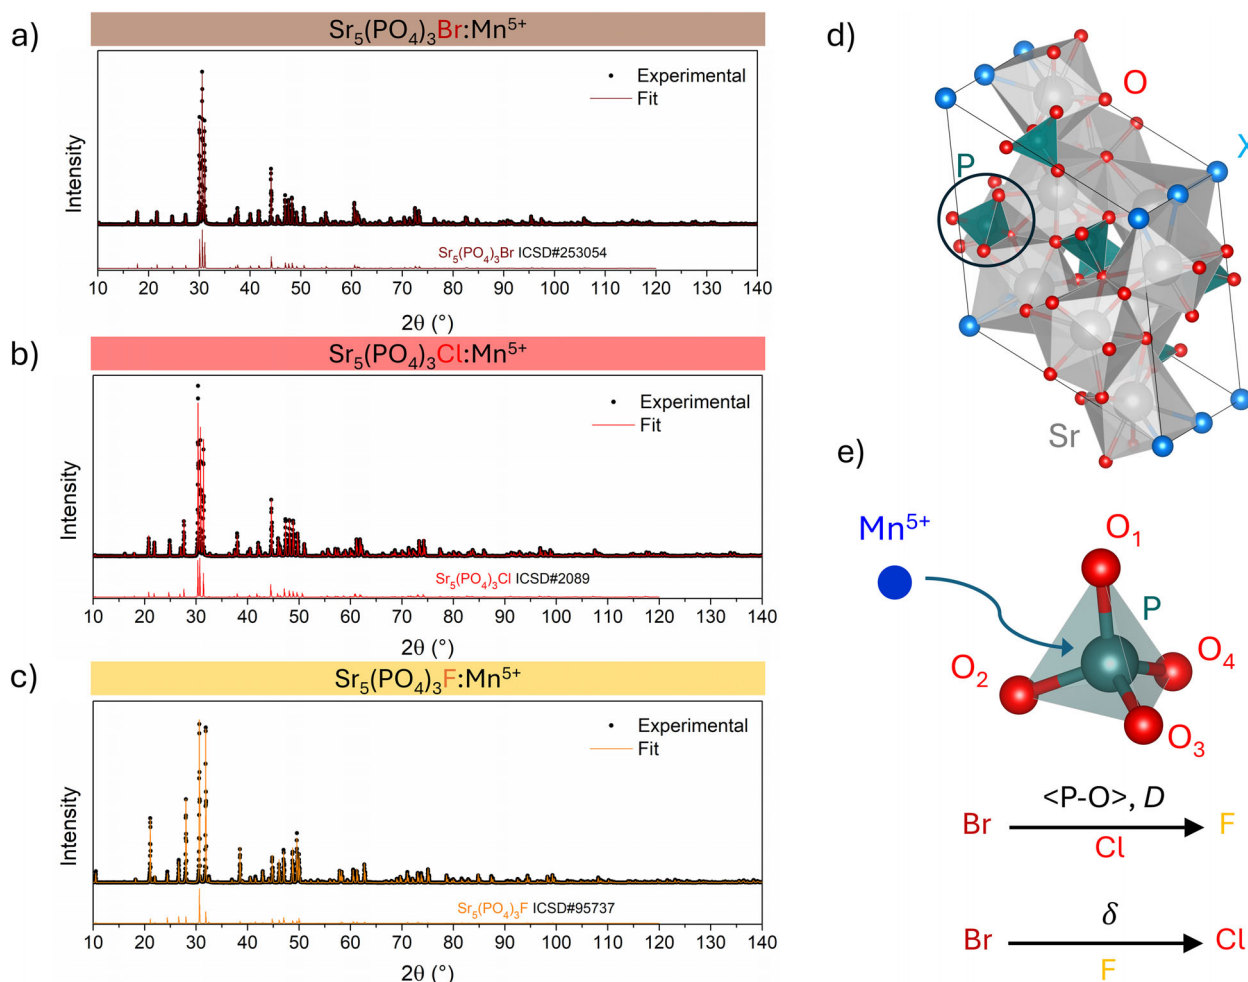 a)
Sr₅(PO₄)₃Br:Mn⁵⁺
Intensity
Experimental
Fit
Sr₅(PO₄)₃Br ICSD#253054
10 20 30 40 50 60 70 80 90 100 110 120 130 140
2θ (°)
b)
Sr₅(PO₄)₃Cl:Mn⁵⁺
Intensity
Experimental
Fit
Sr₅(PO₄)₃Cl ICSD#2089
10 20 30 40 50 60 70 80 90 100 110 120 130 140
2θ (°)
c)
Sr₅(PO₄)₃F:Mn⁵⁺
Intensity
Experimental
Fit
Sr₅(PO₄)₃F ICSD#95737
10 20 30 40 50 60 70 80 90 100 110 120 130 140
2θ (°)
d)
O
X
P
Sr
e)
Mn⁵⁺
O₁
P
O₂
O₄
O₃
<P-O>, D
Br F
Cl
δ
Br Cl
F